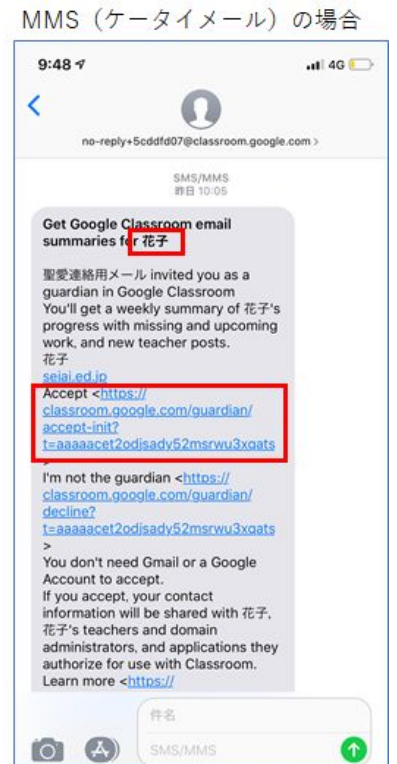 MMS（ケータイメール）の場合
9:48
4G
no-reply+5cddfd07@classroom.google.com >
SMS/MMS
昨日 10:05
Get Google Classroom email
summaries for 花子
聖愛連絡用メール invited you as a
guardian in Google Classroom
You'll get a weekly summary of 花子's
progress with missing and upcoming
work, and new teacher posts.
花子
seiai.ed.jp
Accept <https://
classroom.google.com/guardian/
accept-init?
t=aaaaacet2odjsady52msrwu3xqats
>
I'm not the guardian <https://
classroom.google.com/guardian/
decline?
t=aaaaacet2odjsady52msrwu3xqats
>
You don't need Gmail or a Google
Account to accept.
If you accept, your contact
information will be shared with 花子,
花子's teachers and domain
administrators, and applications they
authorize for use with Classroom.
Learn more <https://
件名
SMS/MMS